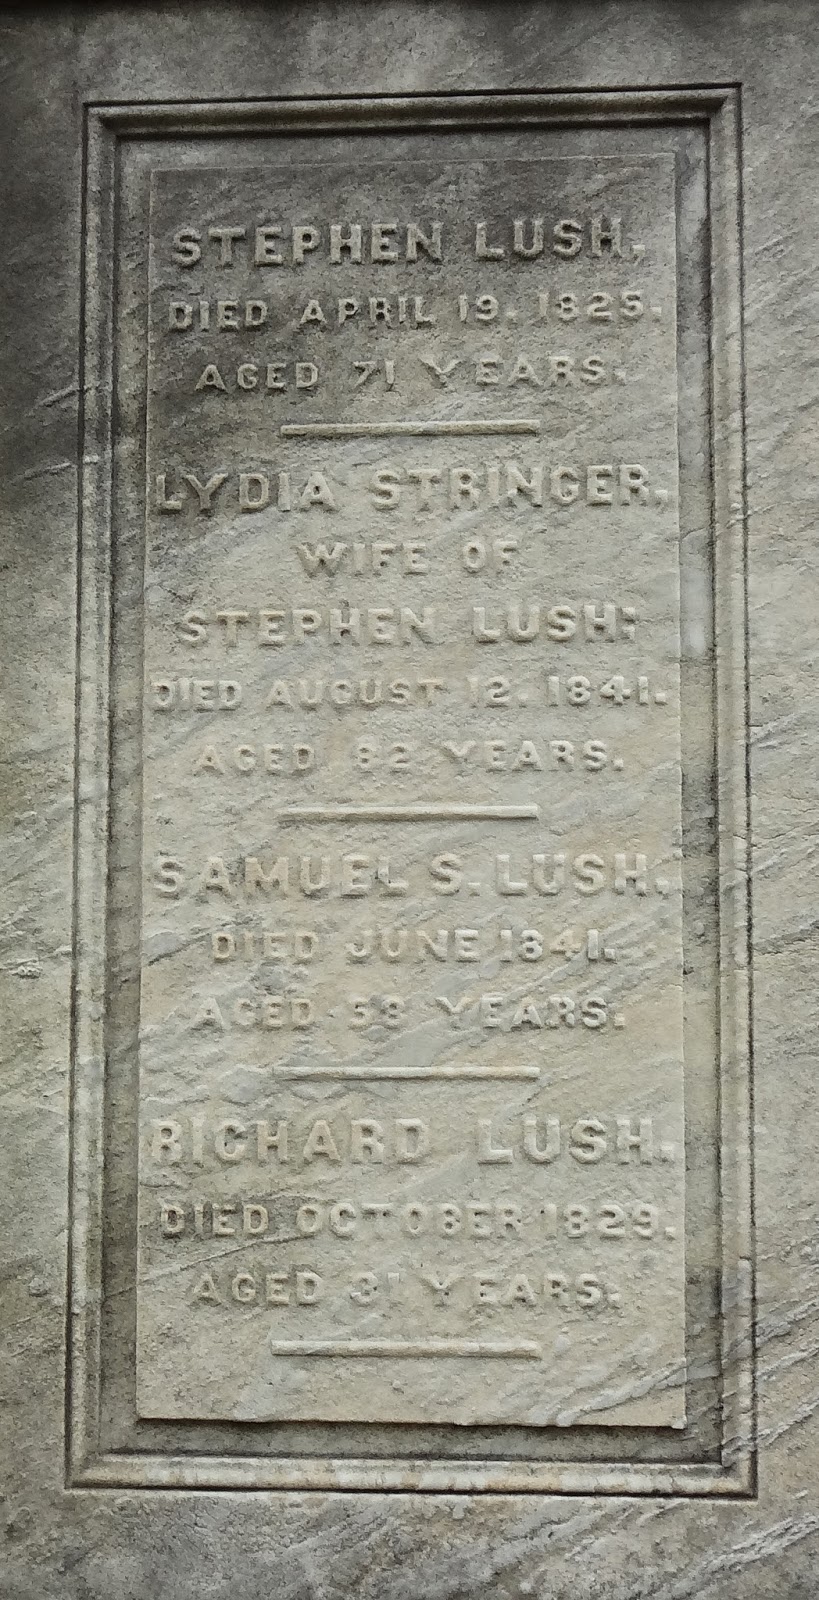 STEPHEN LUSH,
DIED APRIL 19. 1825.
AGED 71 YEARS.
LYDIA STRINGER,
WIFE OF
STEPHEN LUSH;
DIED AUGUST 12. 1841.
AGED 82 YEARS.
SAMUEL S. LUSH.
DIED JUNE 1841.
AGED 58 YEARS.
RICHARD LUSH.
DIED OCTOBER 1829.
AGED 31 YEARS.